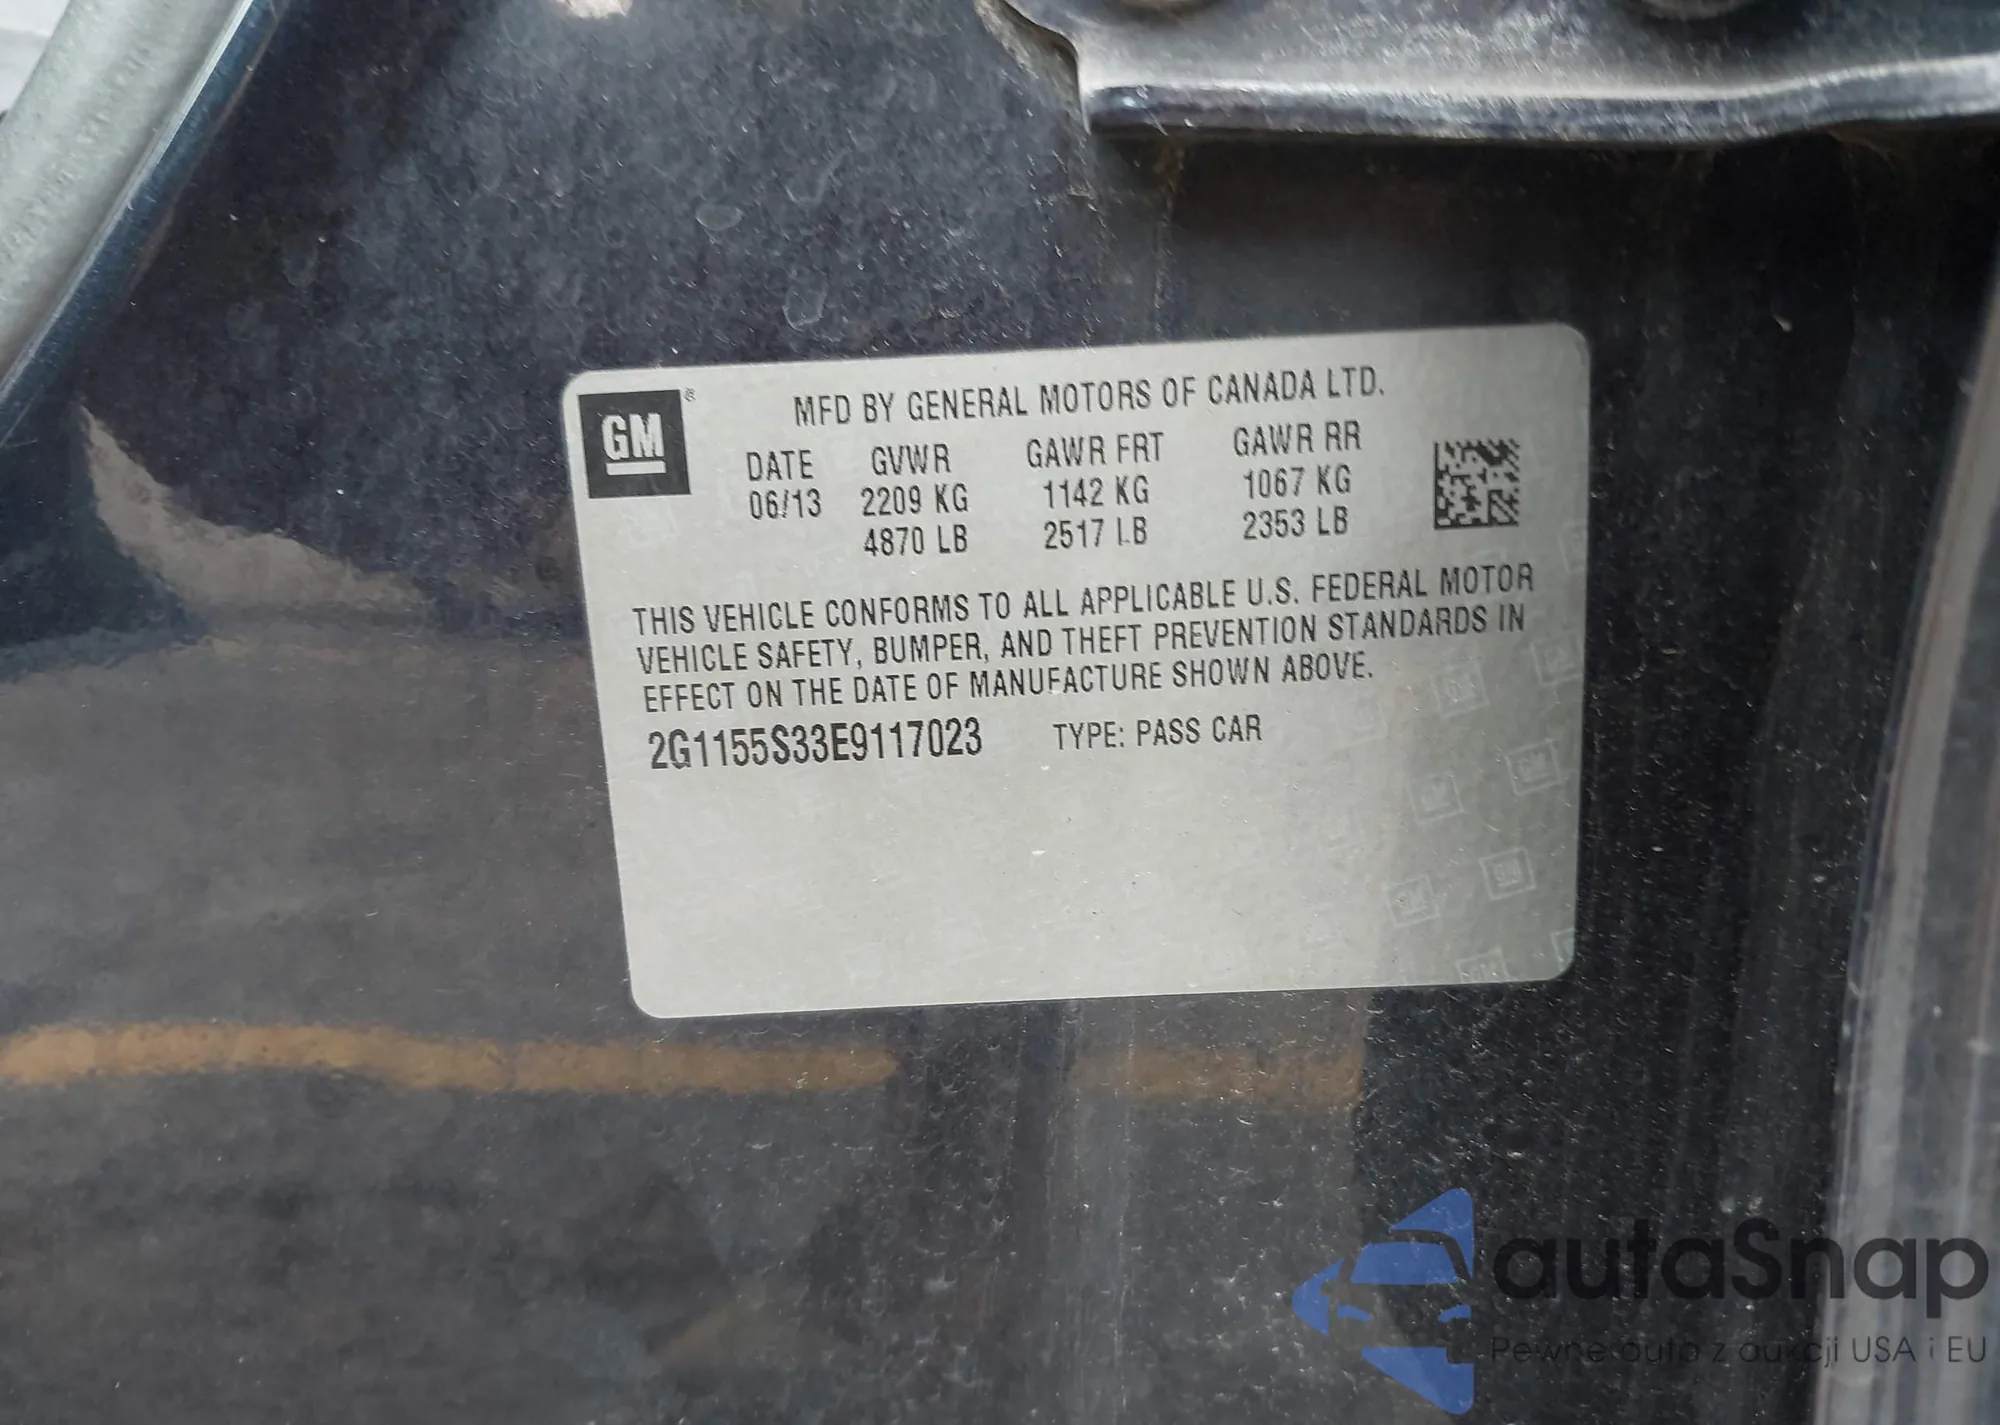 GM®
MFD BY GENERAL MOTORS OF CANADA LTD.
DATE GVWR GAWR FRT GAWR RR
06/13 2209 KG 1142 KG 1067 KG
4870 LB 2517 LB 2353 LB
THIS VEHICLE CONFORMS TO ALL APPLICABLE U.S. FEDERAL MOTOR
VEHICLE SAFETY, BUMPER, AND THEFT PREVENTION STANDARDS IN
EFFECT ON THE DATE OF MANUFACTURE SHOWN ABOVE.
2G1155S33E9117023 TYPE: PASS CAR
autaSnap
Pewne auta z aukcji USA i EU